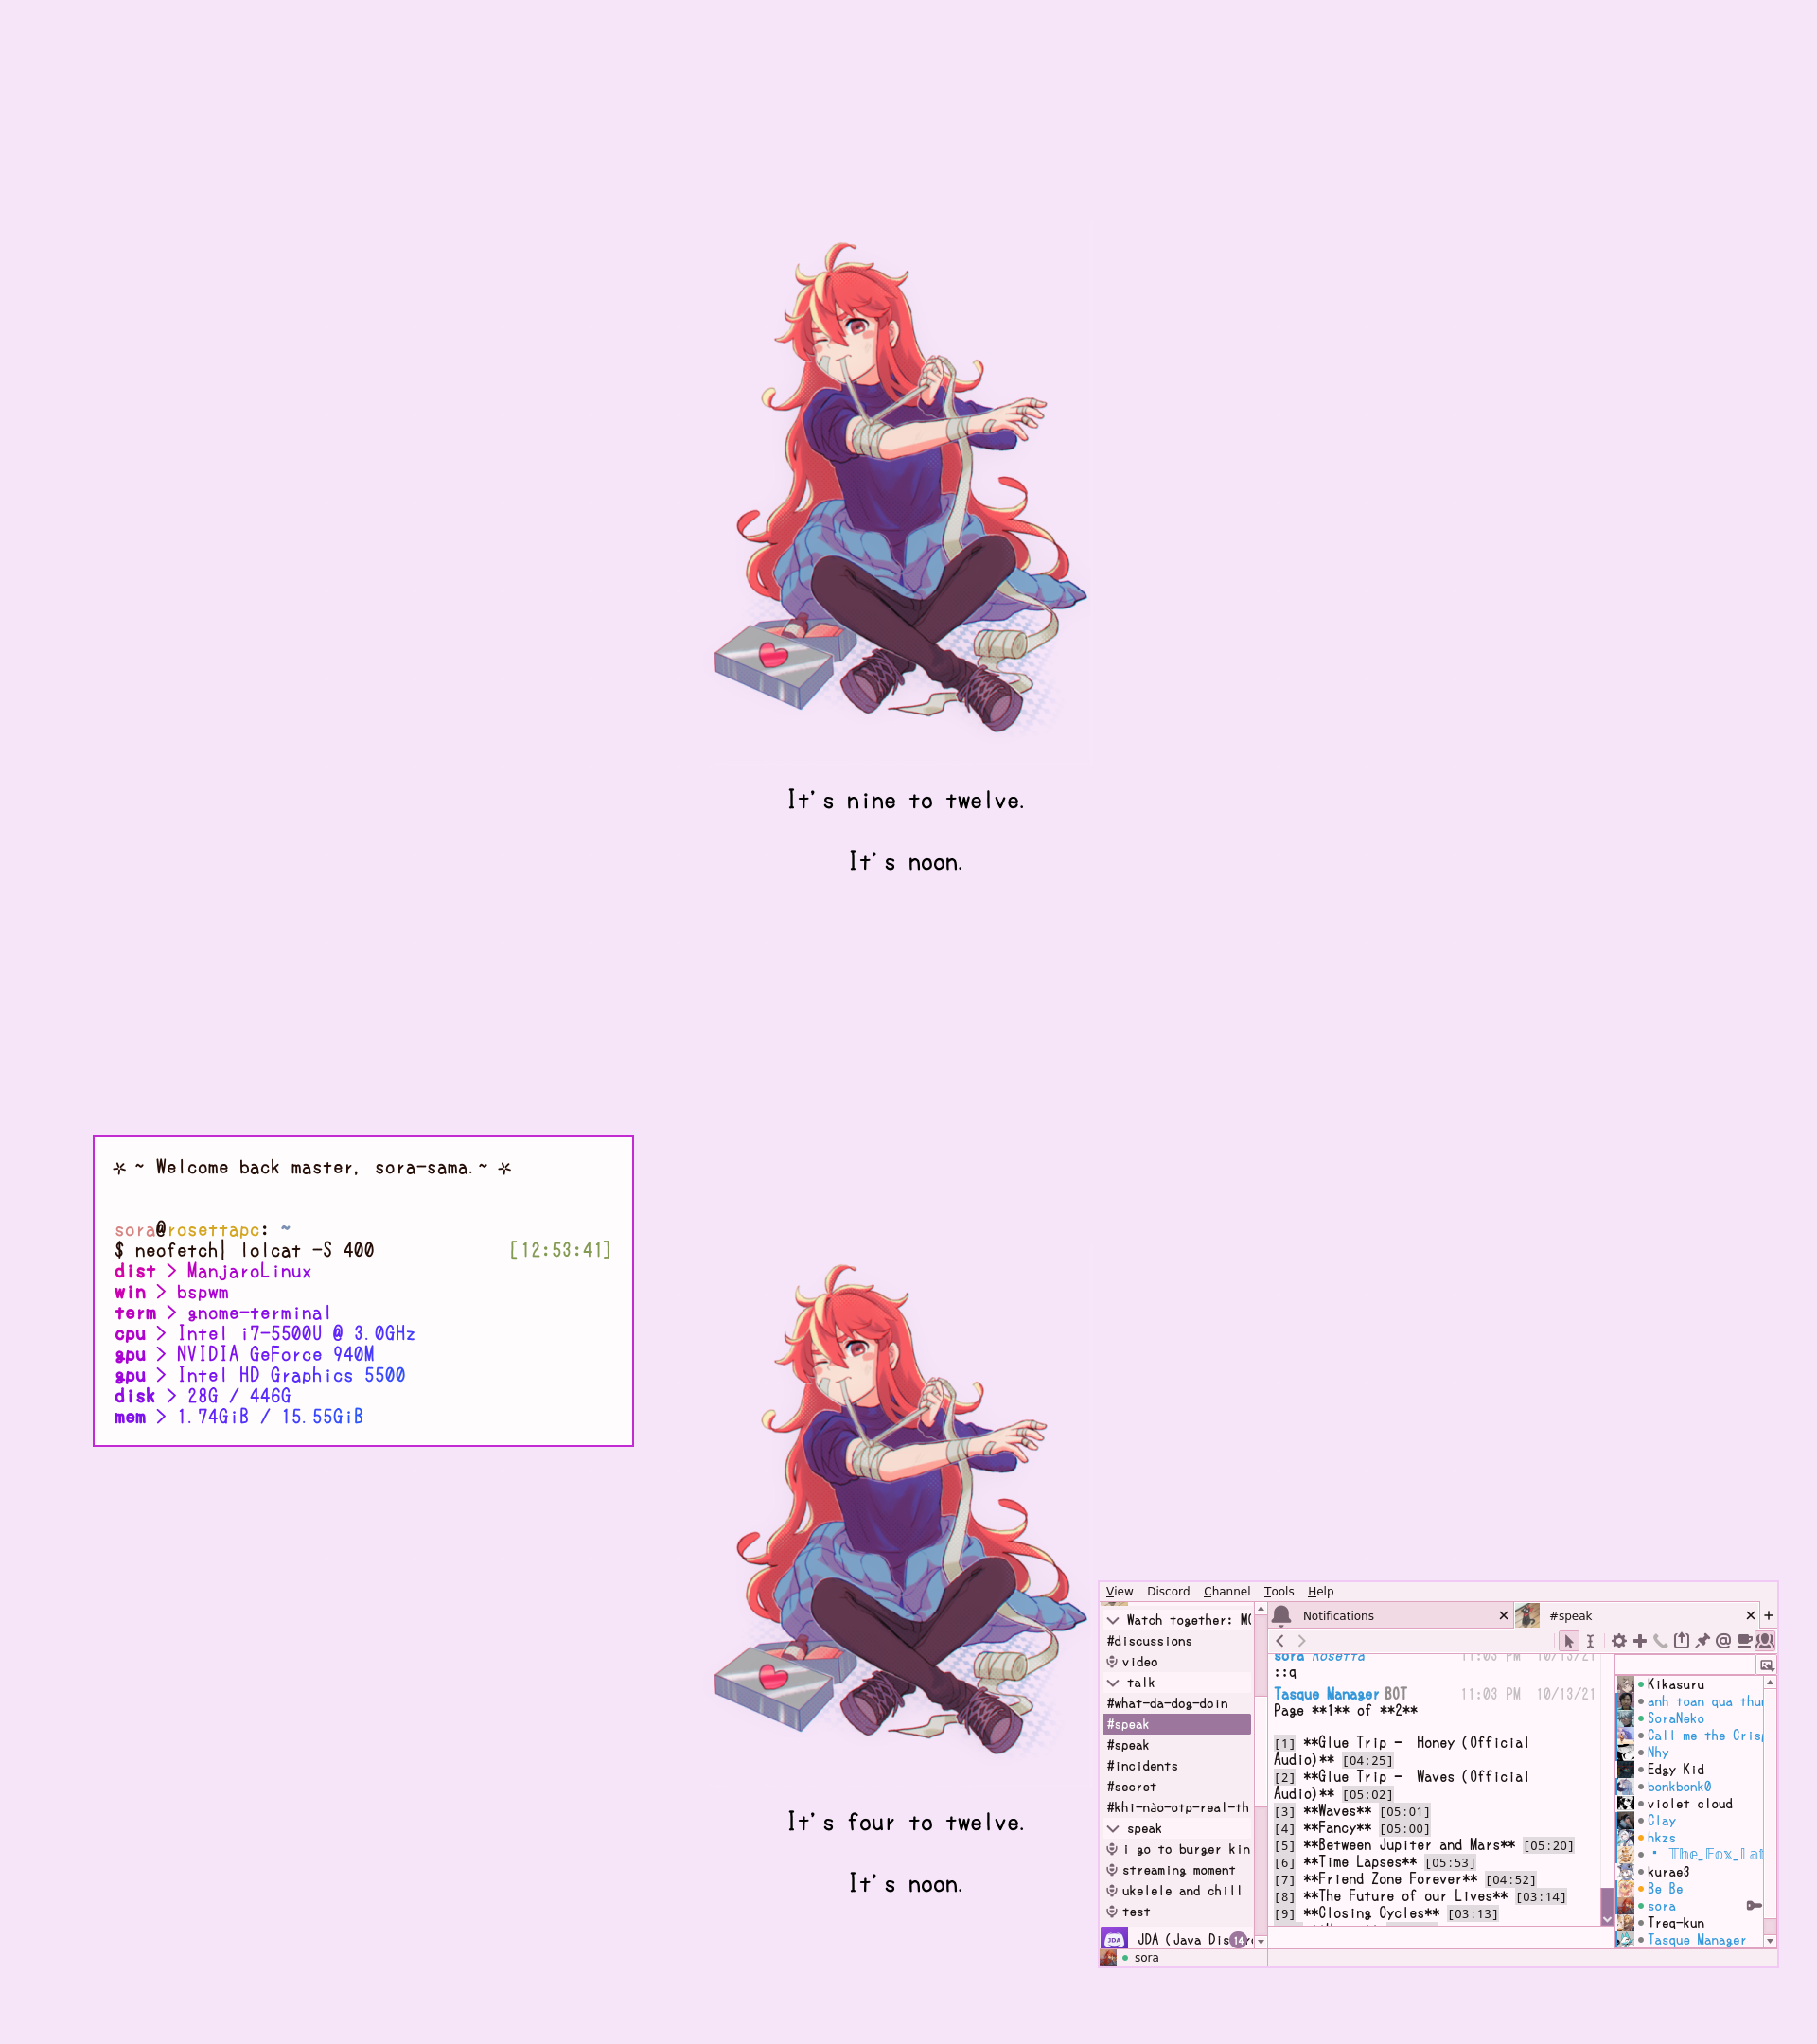 It's nine to twelve.
It's noon.
~ Welcome back master, sora-sama.~
sora@rosettapc: ~
$ neofetch| lolcat -S 400 [12:53:41]
dist > ManjaroLinux
win > bspwm
term > gnome-terminal
cpu > Intel i7-5500U @ 3.0GHz
gpu > NVIDIA GeForce 940M
gpu > Intel HD Graphics 5500
disk > 28G / 446G
mem > 1.74GiB / 15.55GiB
It's four to twelve.
It's noon.
View Discord Channel Tools Help
Watch together:
#discussions
video
talk
#what-da-dog-doin
#speak
#speak
#incidents
#secret
#khi-nào-otp-real-th
speak
i go to burger kin
streaming moment
ukelele and chill
test
JDA (Java Dis
14
sora
Notifications
#speak
sora Rosetta 11:03 PM 10/13/21
::q
Tasque Manager BOT 11:03 PM 10/13/21
Page **1** of **2**
[1] **Glue Trip - Honey (Official
Audio)** [04:25]
[2] **Glue Trip - Waves (Official
Audio)** [05:02]
[3] **Waves** [05:01]
[4] **Fancy** [05:00]
[5] **Between Jupiter and Mars** [05:20]
[6] **Time Lapses** [05:53]
[7] **Friend Zone Forever** [04:52]
[8] **The Future of our Lives** [03:14]
[9] **Closing Cycles** [03:13]
Kikasuru
anh toan qua thu
SoraNeko
Call me the Cris
Nhy
Edgy Kid
bonkbonk0
violet cloud
Clay
hkzs
The_Fox_Lat
kurae3
Be Be
sora
Treq-kun
Tasque Manager